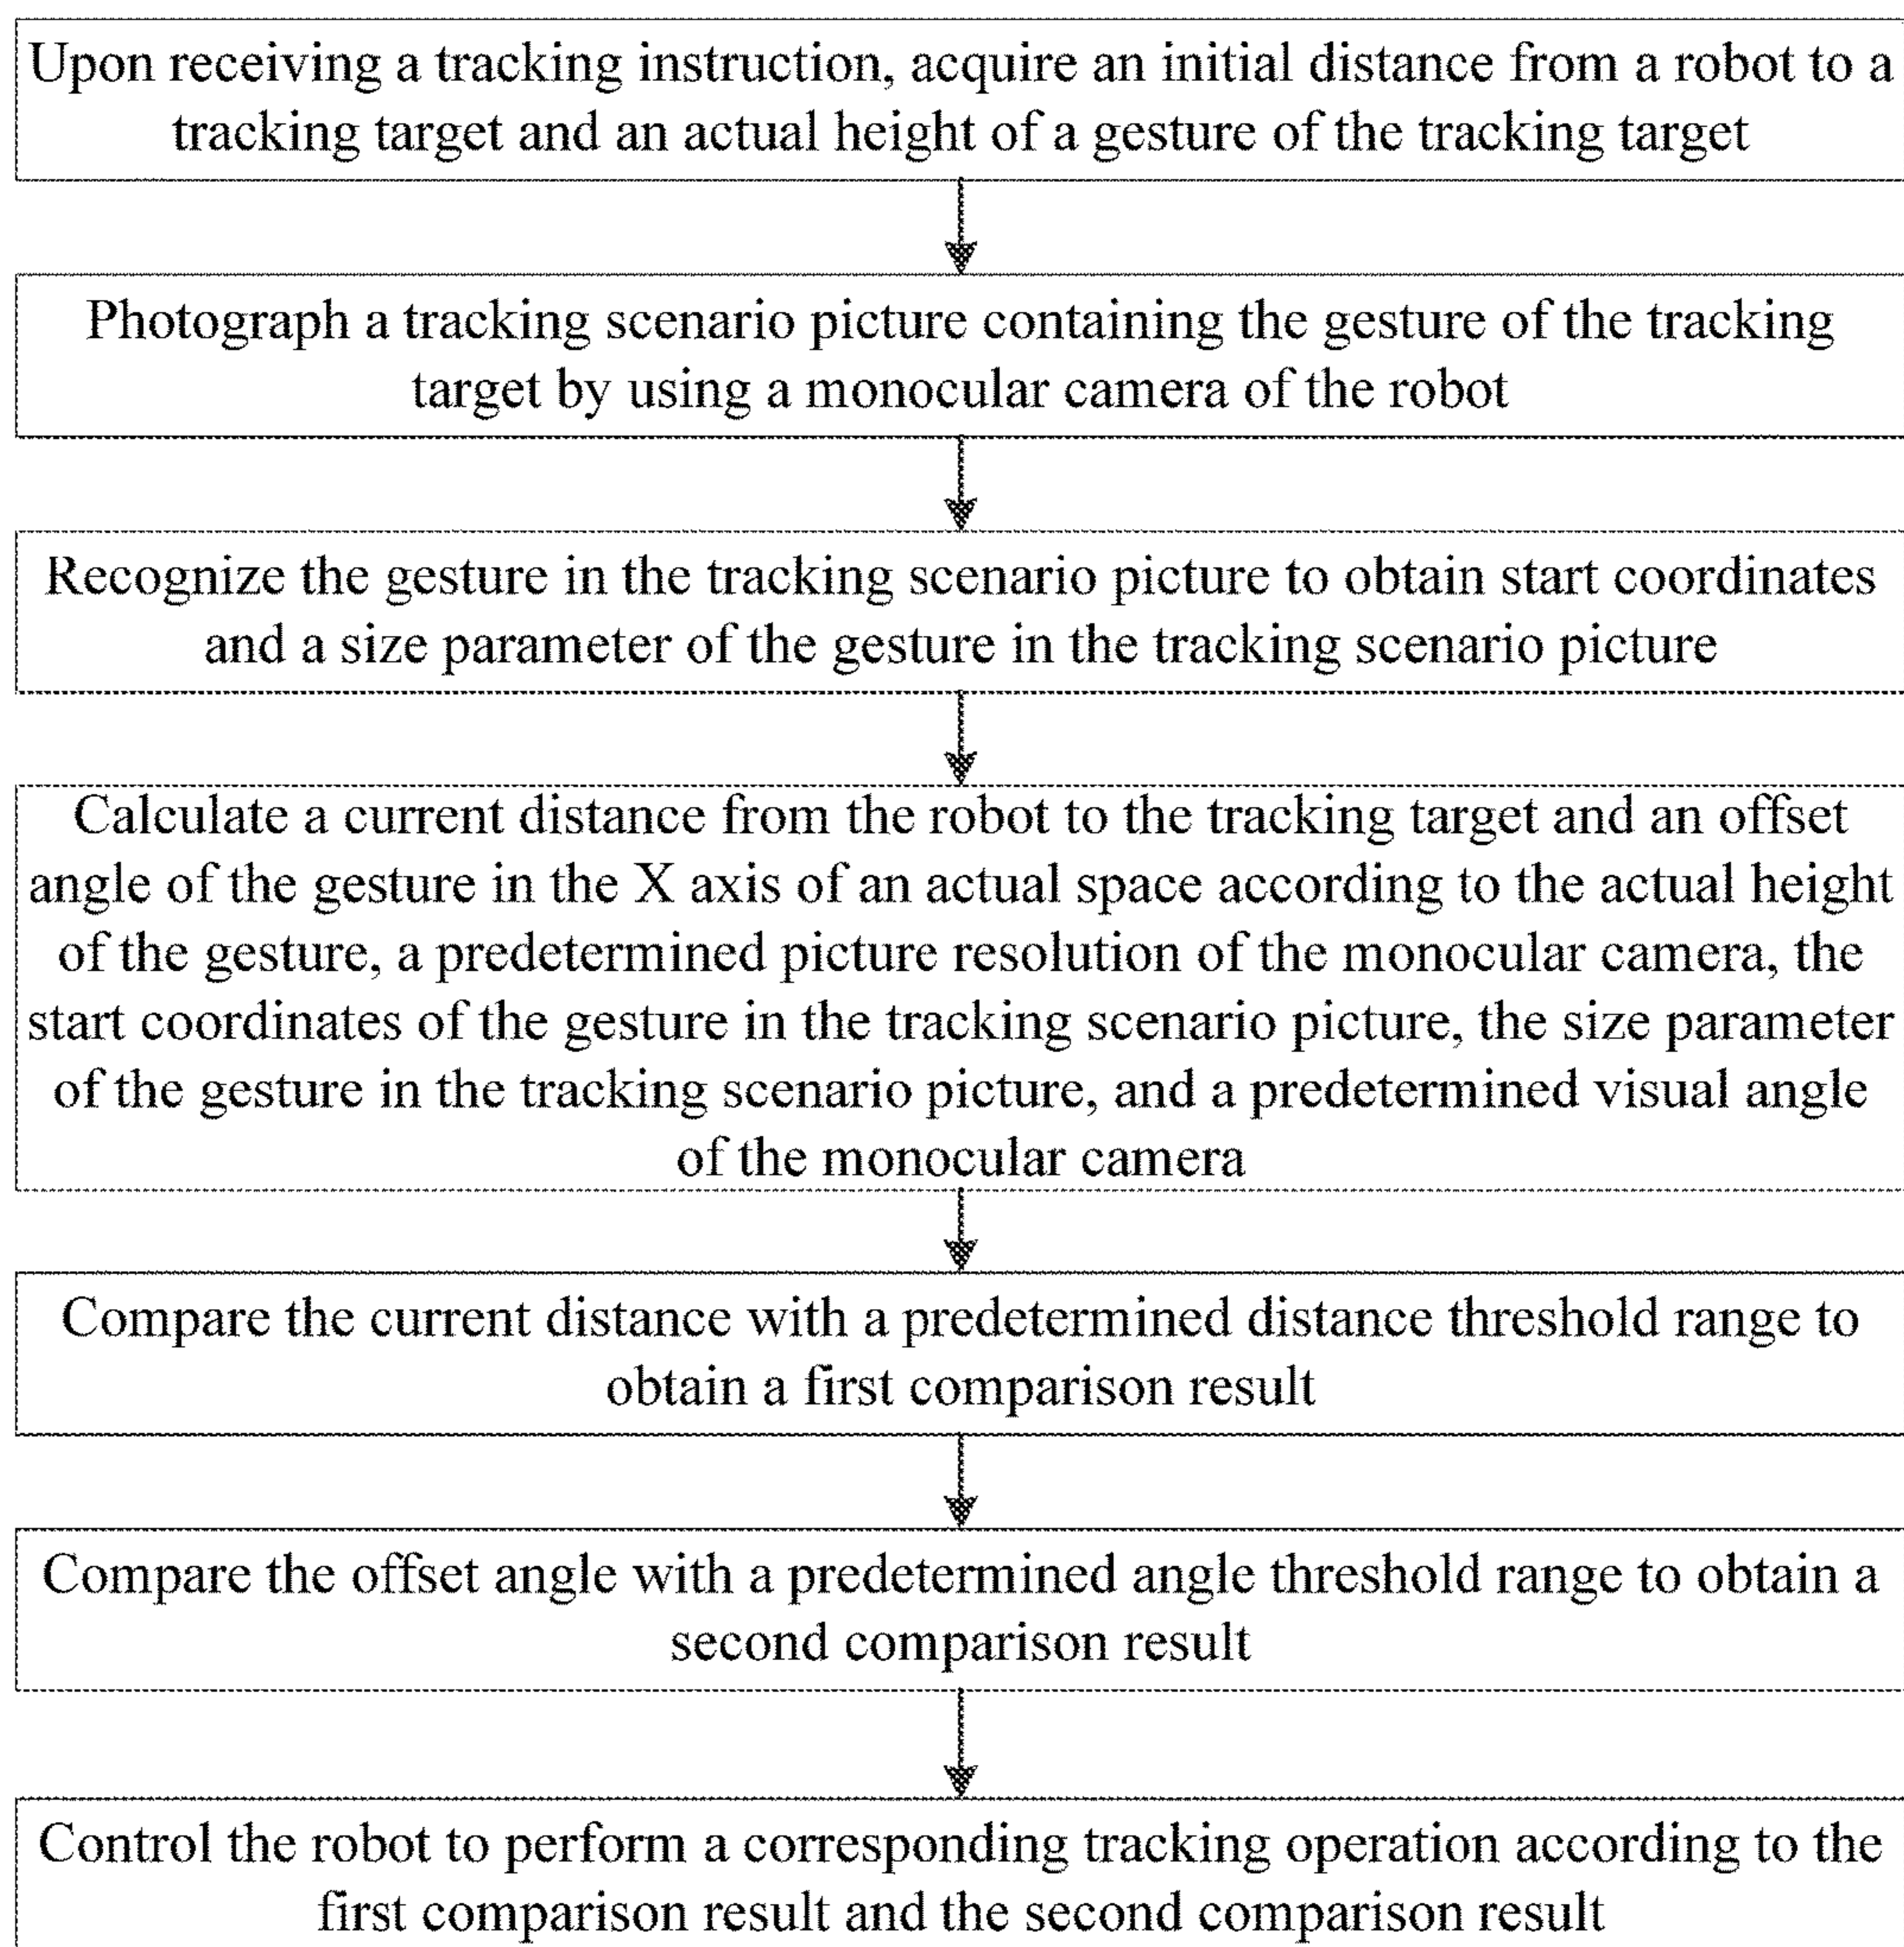 Upon receiving a tracking instruction, acquire an initial distance from a robot to a
tracking target and an actual height of a gesture of the tracking target
Photograph a tracking scenario picture containing the gesture of the tracking
target by using a monocular camera of the robot
Recognize the gesture in the tracking scenario picture to obtain start coordinates
and a size parameter of the gesture in the tracking scenario picture
Calculate a current distance from the robot to the tracking target and an offset
angle of the gesture in the X axis of an actual space according to the actual height
of the gesture, a predetermined picture resolution of the monocular camera, the
start coordinates of the gesture in the tracking scenario picture, the size parameter
of the gesture in the tracking scenario picture, and a predetermined visual angle
of the monocular camera
Compare the current distance with a predetermined distance threshold range to
obtain a first comparison result
Compare the offset angle with a predetermined angle threshold range to obtain a
second comparison result
Control the robot to perform a corresponding tracking operation according to the
first comparison result and the second comparison result